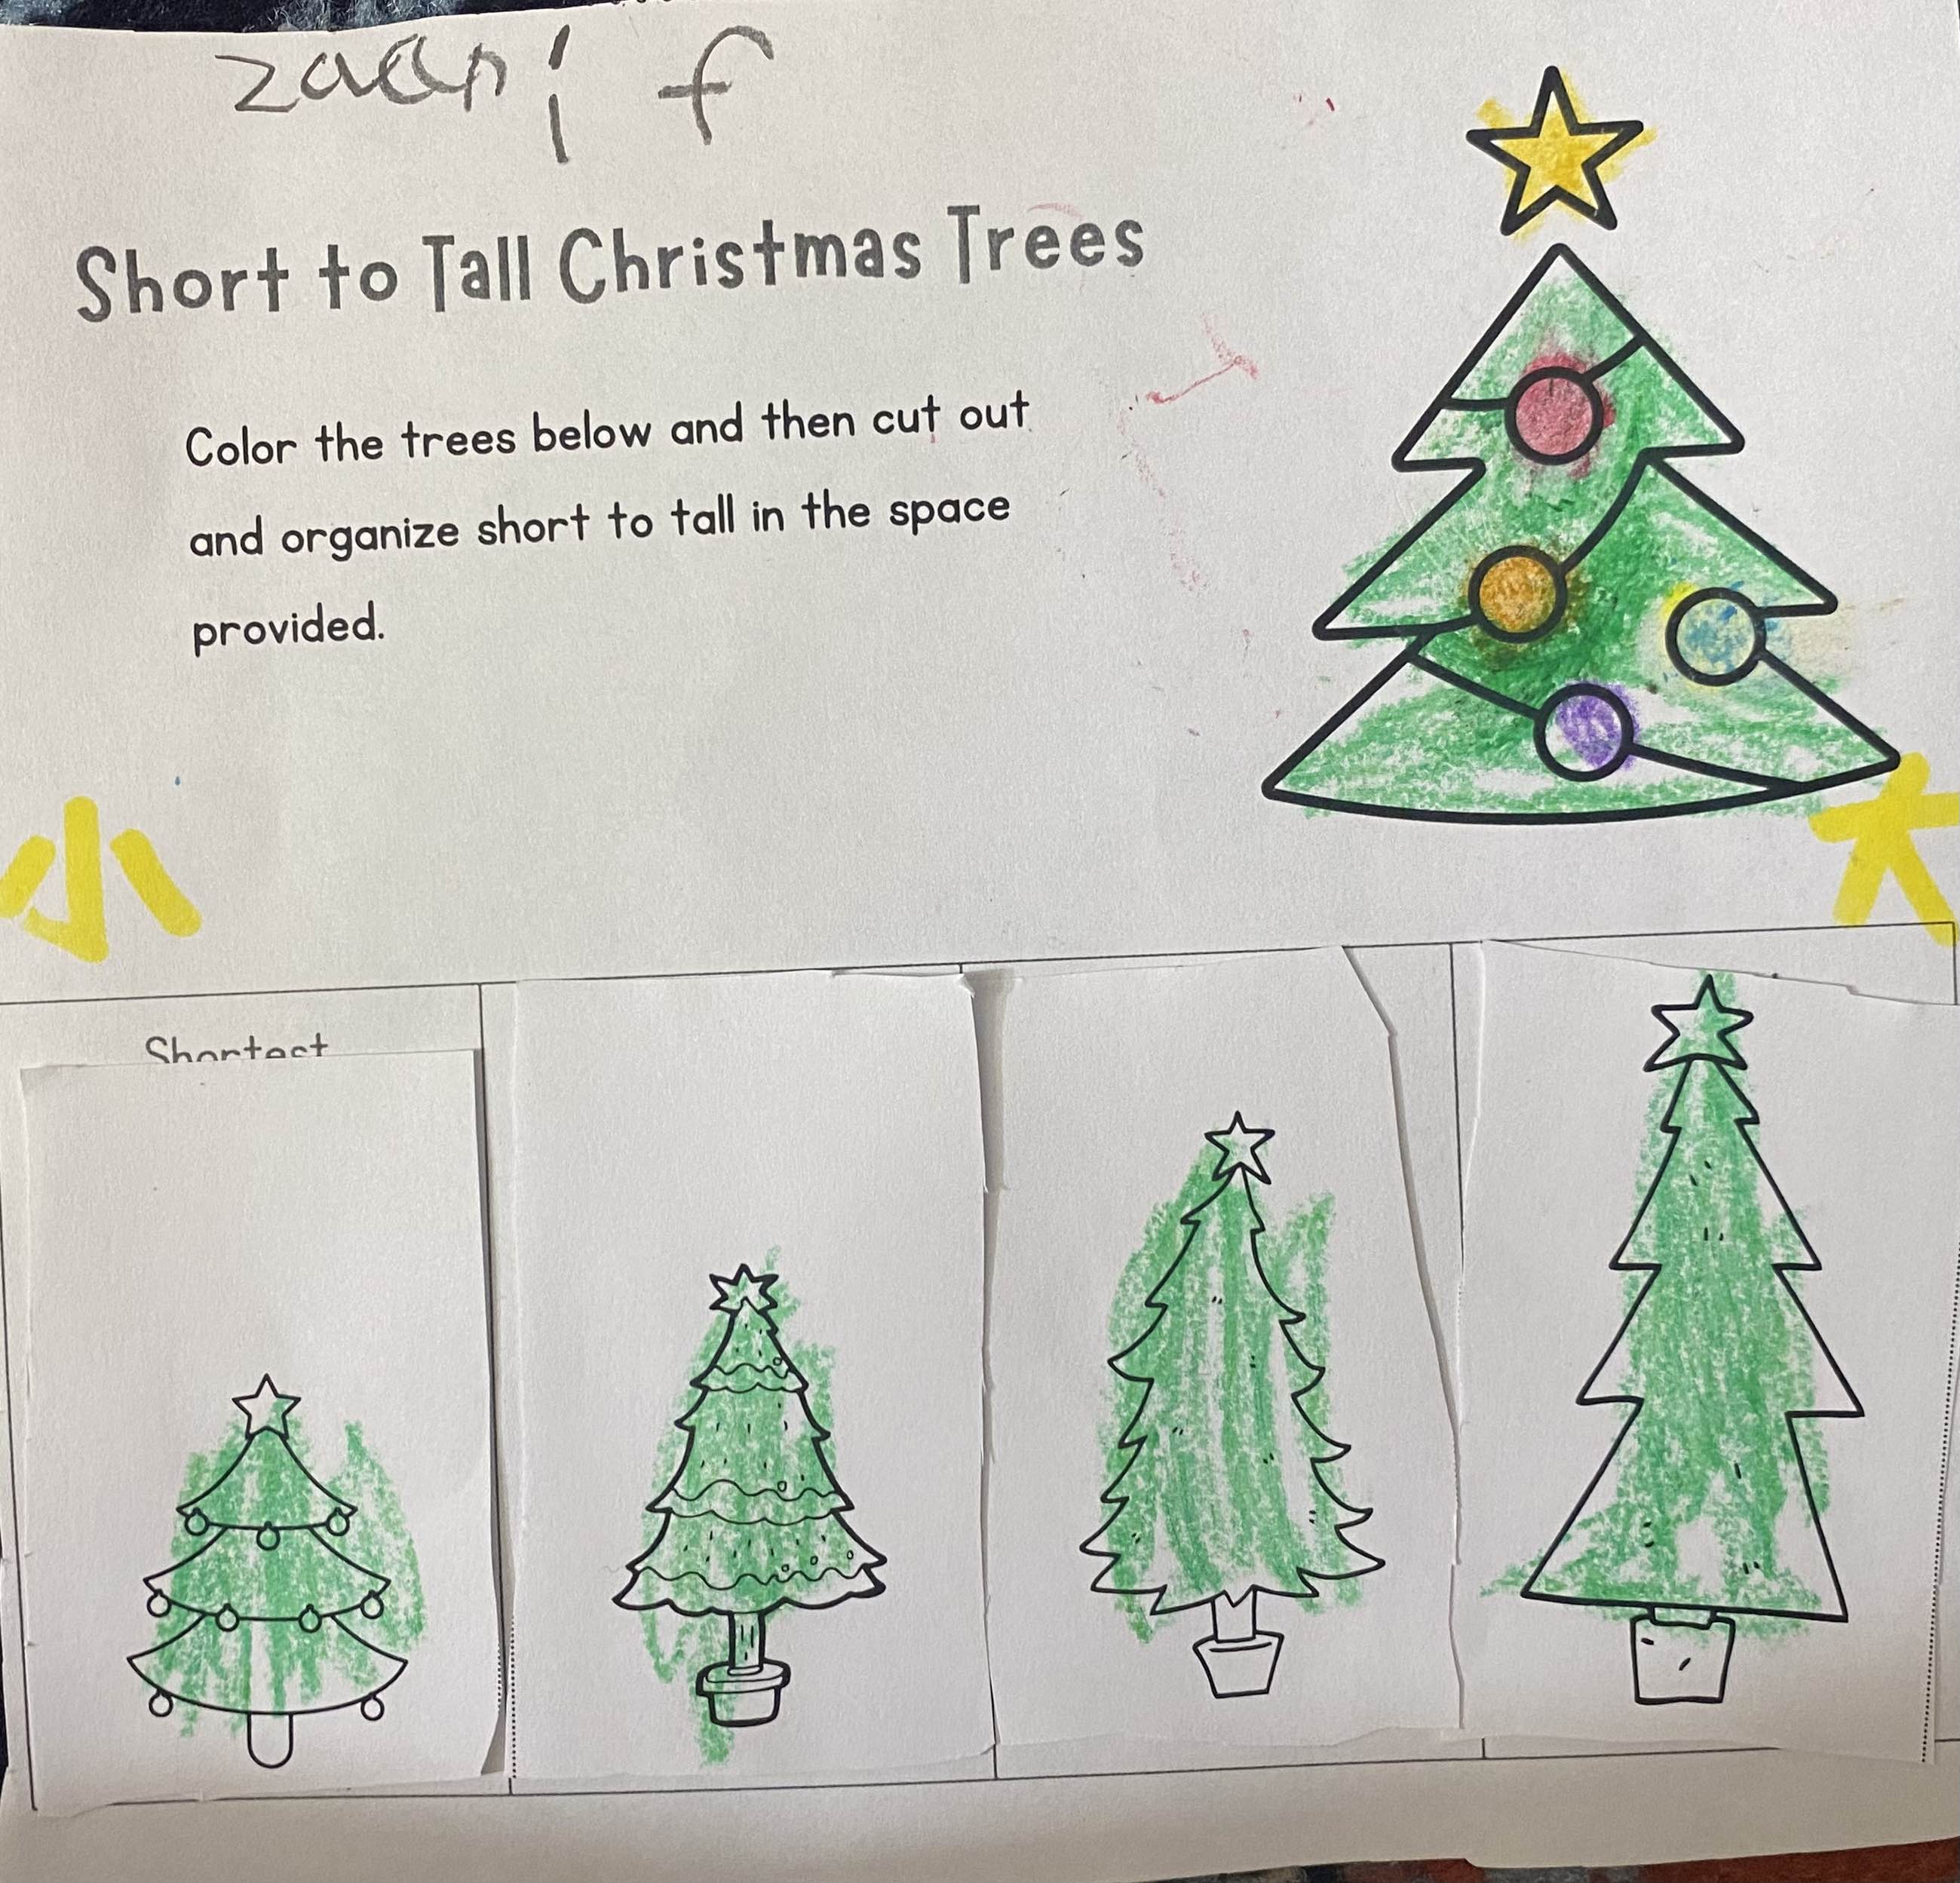 zaani f
Short to Tall Christmas Trees
Color the trees below and then cut out
and organize short to tall in the space
provided.
小 大
Shortest